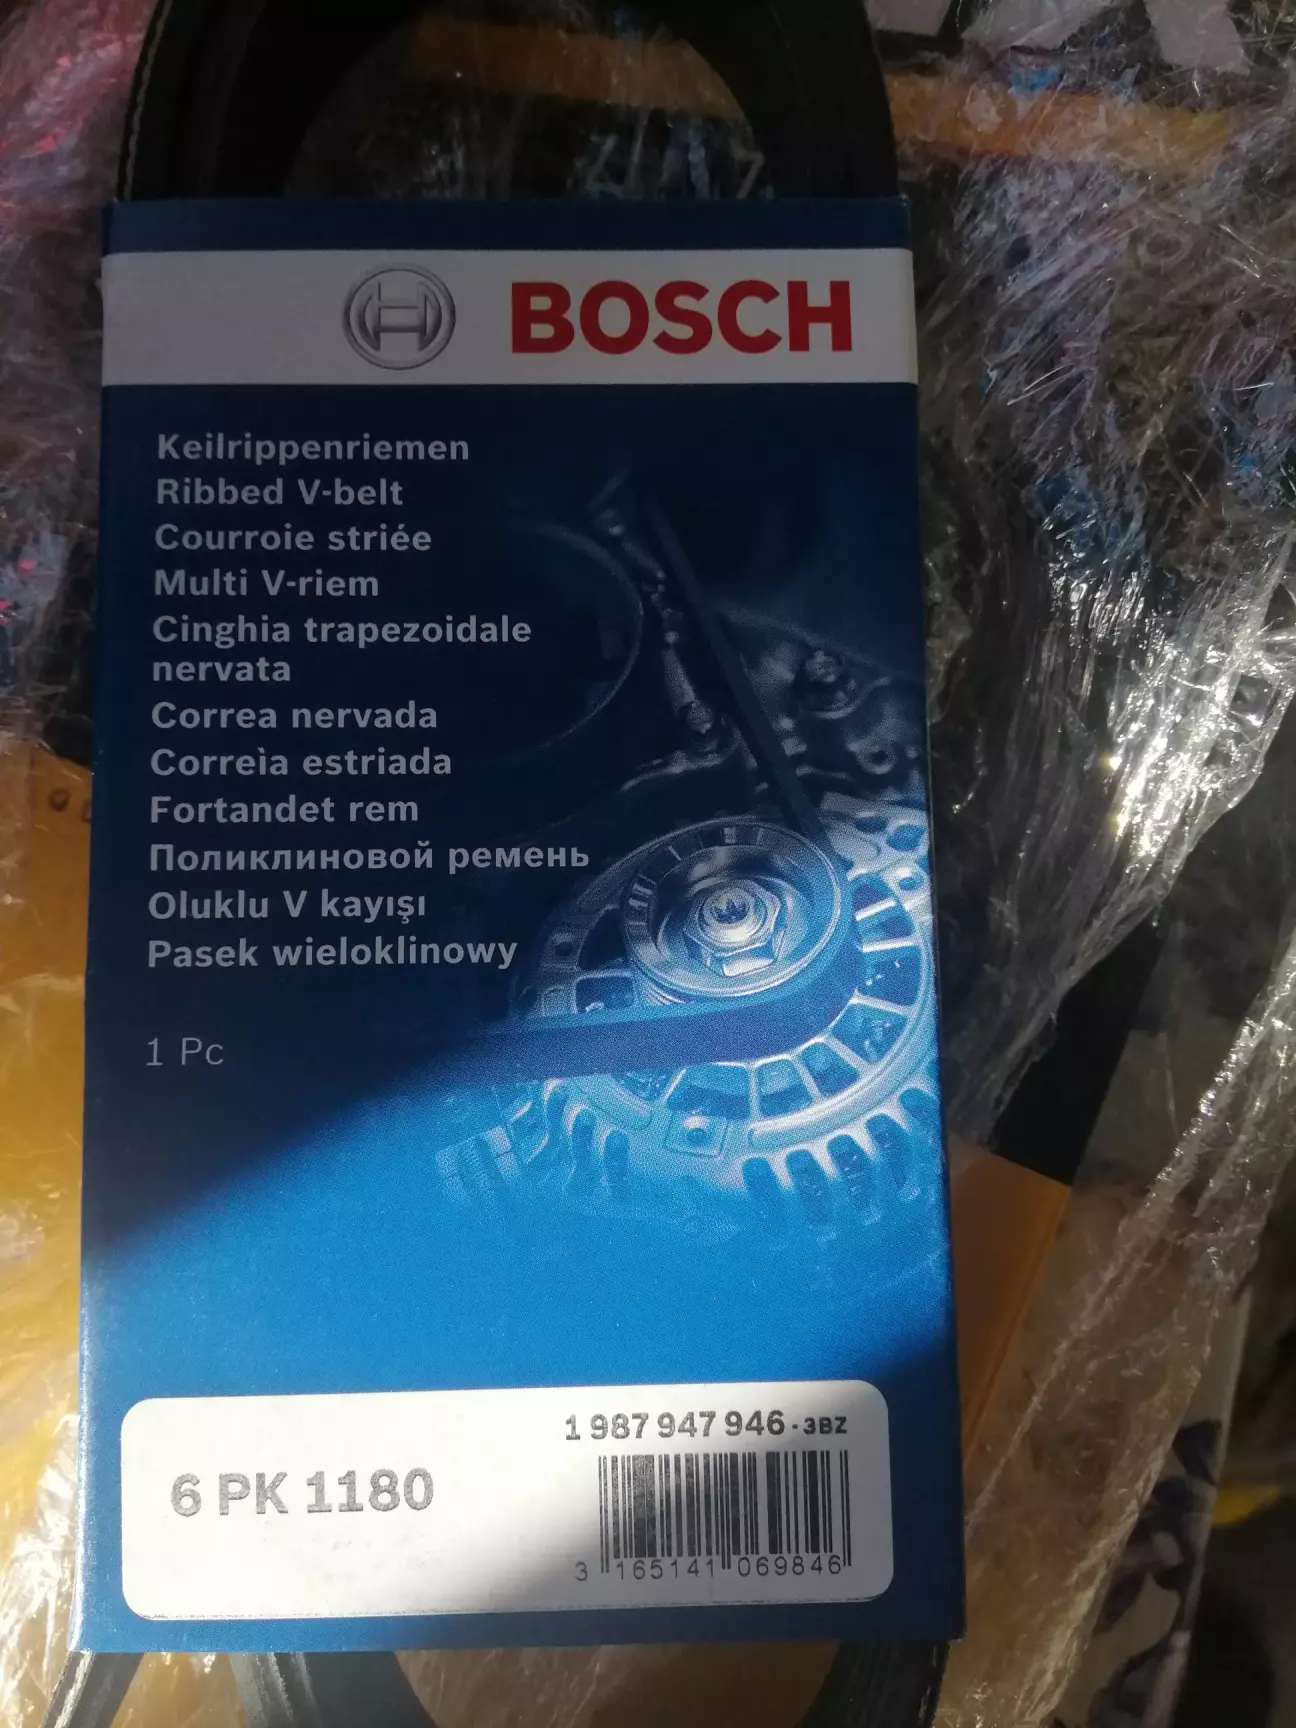 BOSCH
Keilrippenriemen
Ribbed V-belt
Courroie striée
Multi V-riem
Cinghia trapezoidale
nervata
Correa nervada
Correìa estriada
Fortandet rem
Поликлиновой ремень
Oluklu V kayışı
Pasek wieloklinowy
1 Pc
1 987 947 946 - 3BZ
6 PK 1180
3 165141 069846